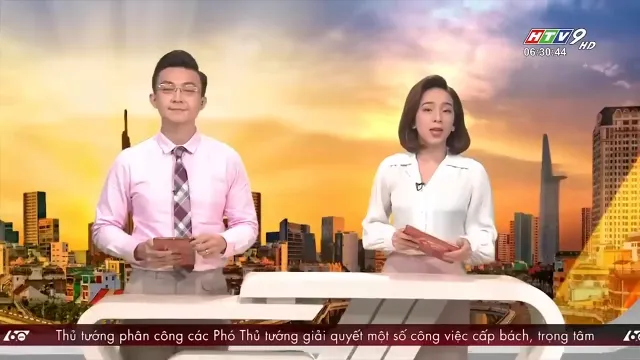 HTV9 HD
06:30:44
60
Thủ tướng phân công các Phó Thủ tướng giải quyết một số công việc cấp bách, trọng tâm